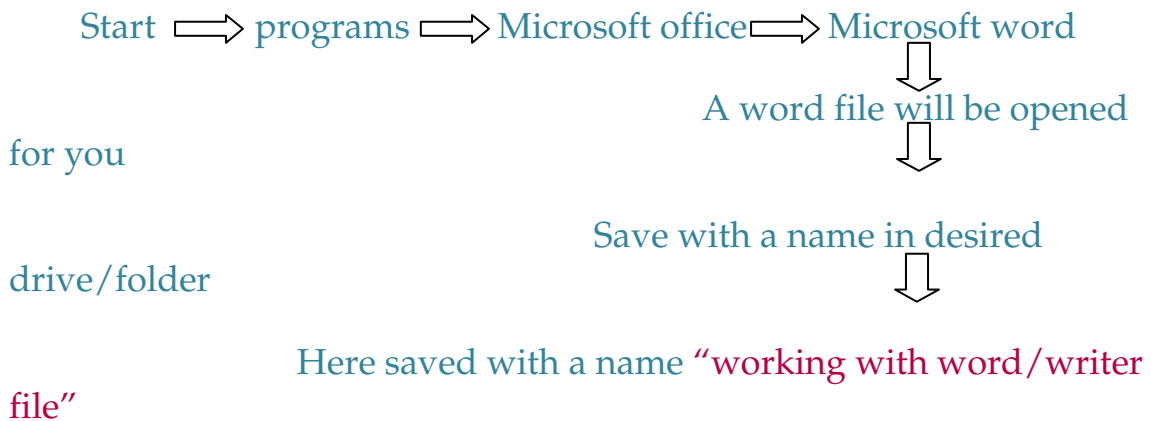 Start programs Microsoft office Microsoft word
A word file will be opened
for you
Save with a name in desired
drive/folder
Here saved with a name “working with word/writer
file”